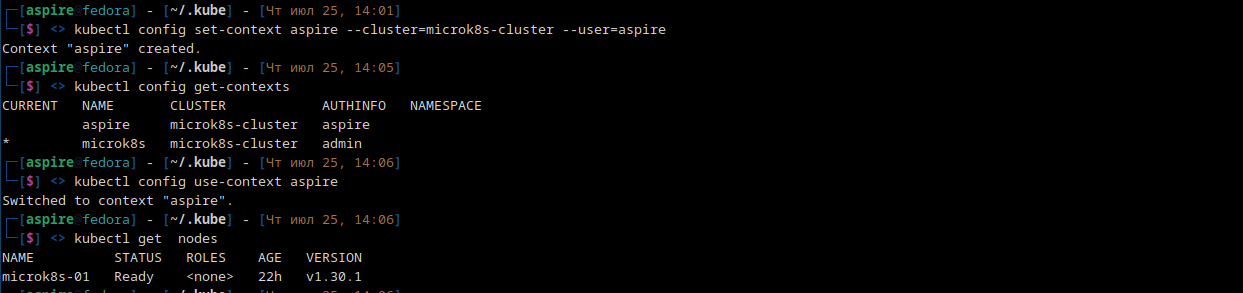 [aspire@fedora] - [~/.kube] - [Чт июл 25, 14:01]
[$] <> kubectl config set-context aspire --cluster=microk8s-cluster --user=aspire
Context "aspire" created.
[aspire@fedora] - [~/.kube] - [Чт июл 25, 14:05]
[$] <> kubectl config get-contexts
CURRENT   NAME       CLUSTER            AUTHINFO   NAMESPACE
          aspire     microk8s-cluster   aspire
*         microk8s   microk8s-cluster   admin
[aspire@fedora] - [~/.kube] - [Чт июл 25, 14:06]
[$] <> kubectl config use-context aspire
Switched to context "aspire".
[aspire@fedora] - [~/.kube] - [Чт июл 25, 14:06]
[$] <> kubectl get  nodes
NAME          STATUS   ROLES    AGE   VERSION
microk8s-01   Ready    <none>   22h   v1.30.1